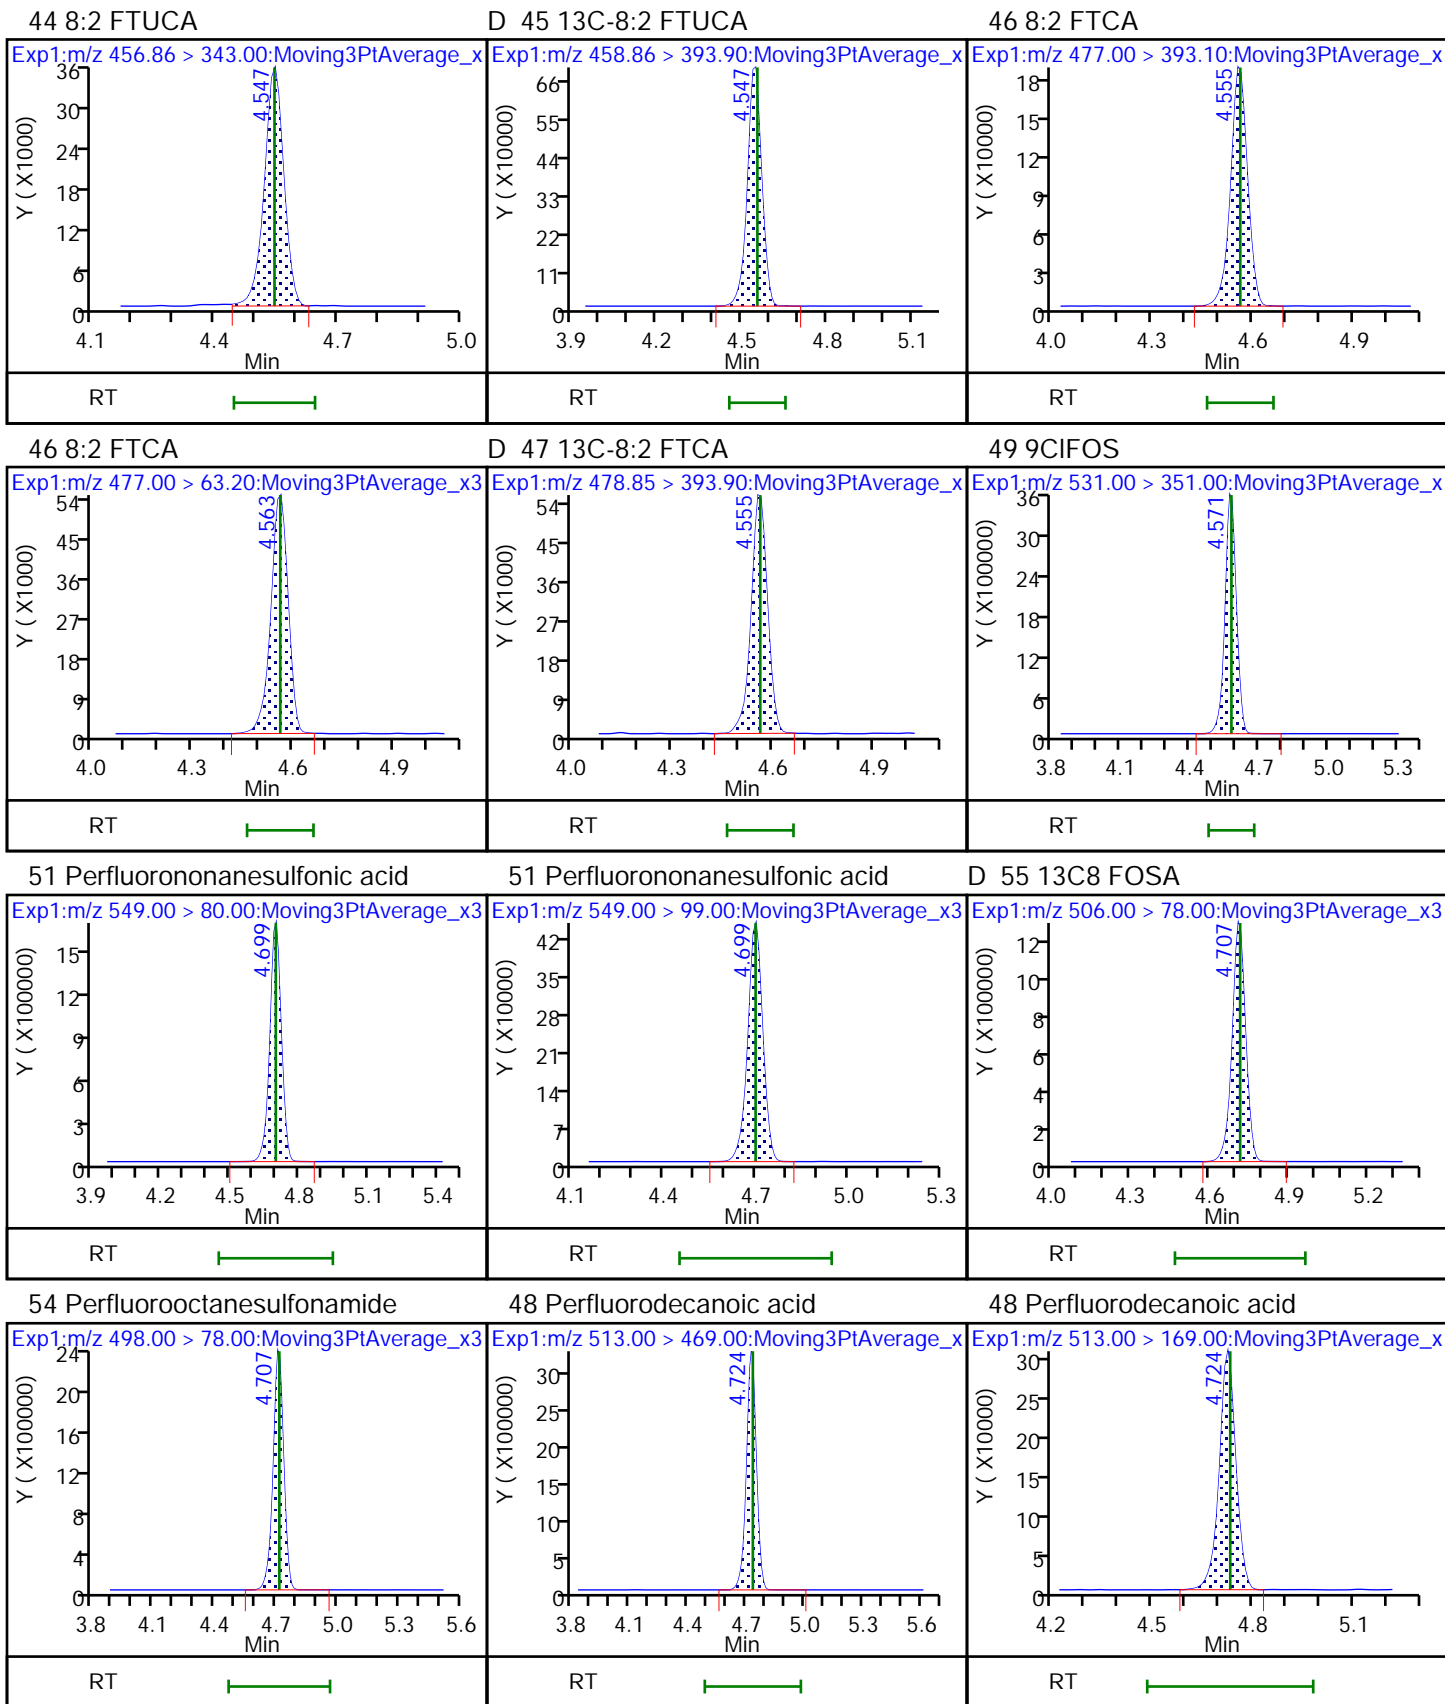 44 8:2 FTUCA
Exp1:m/z 456.86 > 343.00:Moving3PtAverage_x
Y ( X10000)
36
30
24
18
12
6
0
4.547
4.1 4.4 4.7 5.0
Min
RT
D 45 13C-8:2 FTUCA
Exp1:m/z 458.86 > 393.90:Moving3PtAverage_x
Y ( X10000)
66
55
44
33
22
11
0
4.547
3.9 4.2 4.5 4.8 5.1
Min
RT
46 8:2 FTCA
Exp1:m/z 477.00 > 393.10:Moving3PtAverage_x
Y ( X10000)
18
15
12
9
6
3
0
4.555
4.0 4.3 4.6 4.9
Min
RT
46 8:2 FTCA
Exp1:m/z 477.00 > 63.20:Moving3PtAverage_x3
Y ( X1000)
54
45
36
27
18
9
0
4.563
4.0 4.3 4.6 4.9
Min
RT
D 47 13C-8:2 FTCA
Exp1:m/z 478.85 > 393.90:Moving3PtAverage_x
Y ( X1000)
54
45
36
27
18
9
0
4.555
4.0 4.3 4.6 4.9
Min
RT
49 9ClFOS
Exp1:m/z 531.00 > 351.00:Moving3PtAverage_x
Y ( X100000)
36
30
24
18
12
6
0
4.571
3.8 4.1 4.4 4.7 5.0 5.3
Min
RT
51 Perfluorononanesulfonic acid
Exp1:m/z 549.00 > 80.00:Moving3PtAverage_x3
Y ( X100000)
15
12
9
6
3
0
4.699
3.9 4.2 4.5 4.8 5.1 5.4
Min
RT
51 Perfluorononanesulfonic acid
Exp1:m/z 549.00 > 99.00:Moving3PtAverage_x3
Y ( X10000)
42
35
28
21
14
7
0
4.699
4.1 4.4 4.7 5.0 5.3
Min
RT
D 55 13C8 FOSA
Exp1:m/z 506.00 > 78.00:Moving3PtAverage_x3
Y ( X100000)
12
10
8
6
4
2
0
4.707
4.0 4.3 4.6 4.9 5.2
Min
RT
54 Perfluorooctanesulfonamide
Exp1:m/z 498.00 > 78.00:Moving3PtAverage_x3
Y ( X100000)
24
20
16
12
8
4
0
4.707
3.8 4.1 4.4 4.7 5.0 5.3 5.6
Min
RT
48 Perfluorodecanoic acid
Exp1:m/z 513.00 > 469.00:Moving3PtAverage_x
Y ( X100000)
30
25
20
15
10
5
0
4.724
3.8 4.1 4.4 4.7 5.0 5.3 5.6
Min
RT
48 Perfluorodecanoic acid
Exp1:m/z 513.00 > 169.00:Moving3PtAverage_x
Y ( X10000)
30
25
20
15
10
5
0
4.724
4.2 4.5 4.8 5.1
Min
RT